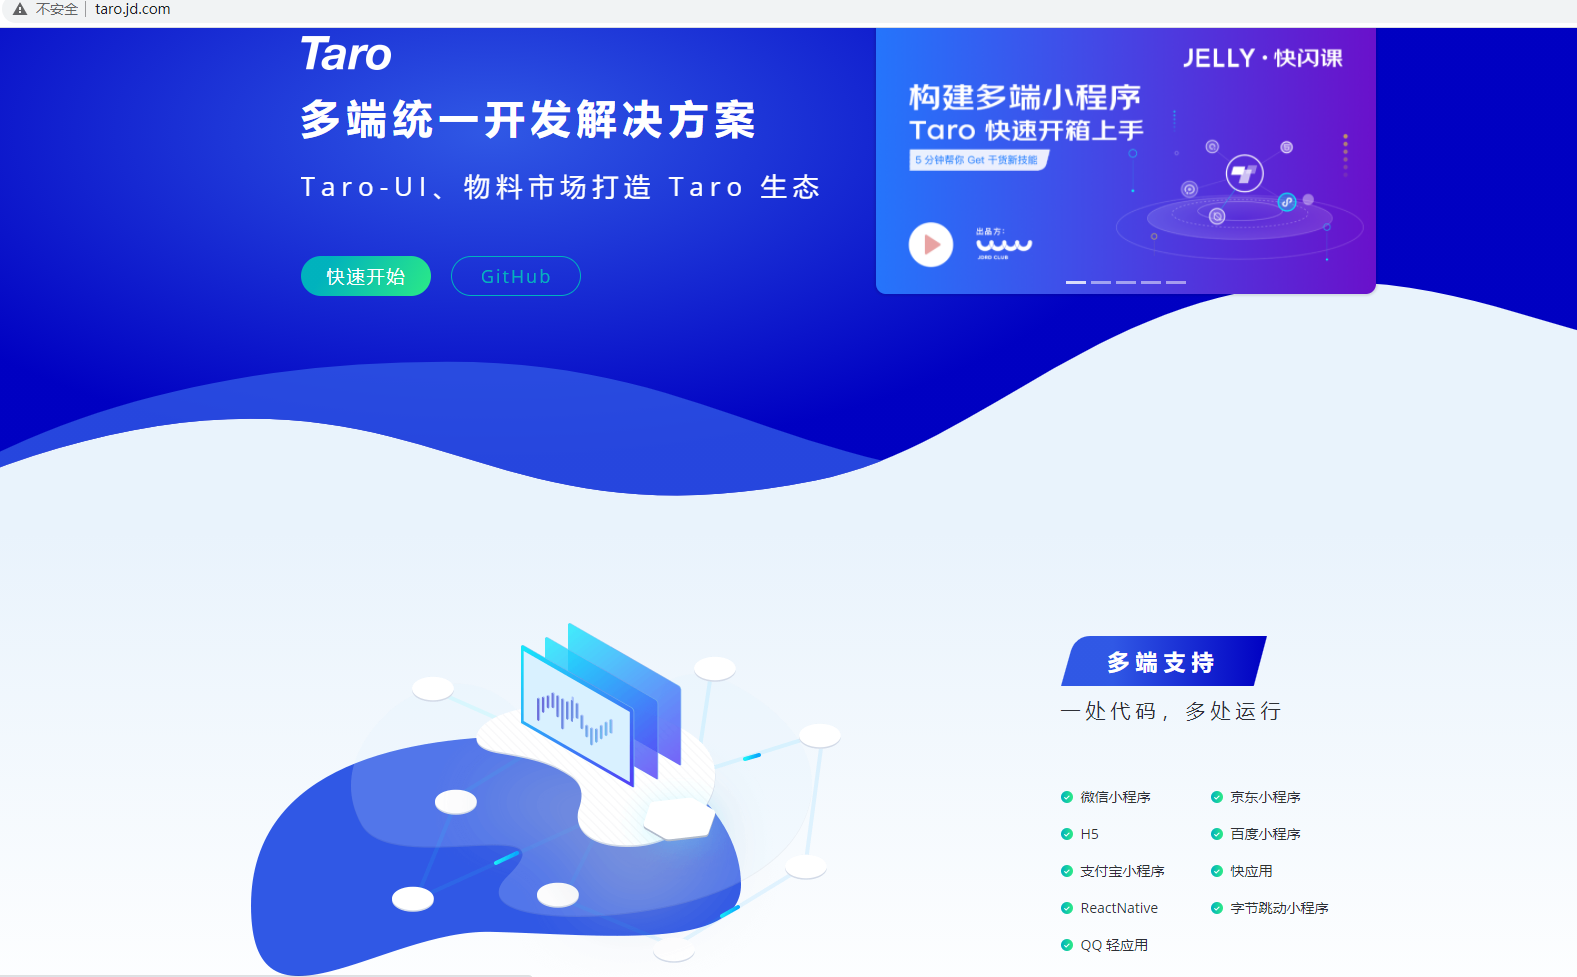 不安全 | taro.jd.com
Taro
多端统一开发解决方案
Taro-UI、物料市场打造 Taro 生态
快速开始
GitHub
JELLY·快闪课
构建多端小程序
Taro 快速开箱上手
5 分钟帮你 Get 干货新技能
出品方：
JDRD CLUB
多端支持
一处代码，多处运行
微信小程序
京东小程序
H5
百度小程序
支付宝小程序
快应用
ReactNative
字节跳动小程序
QQ 轻应用